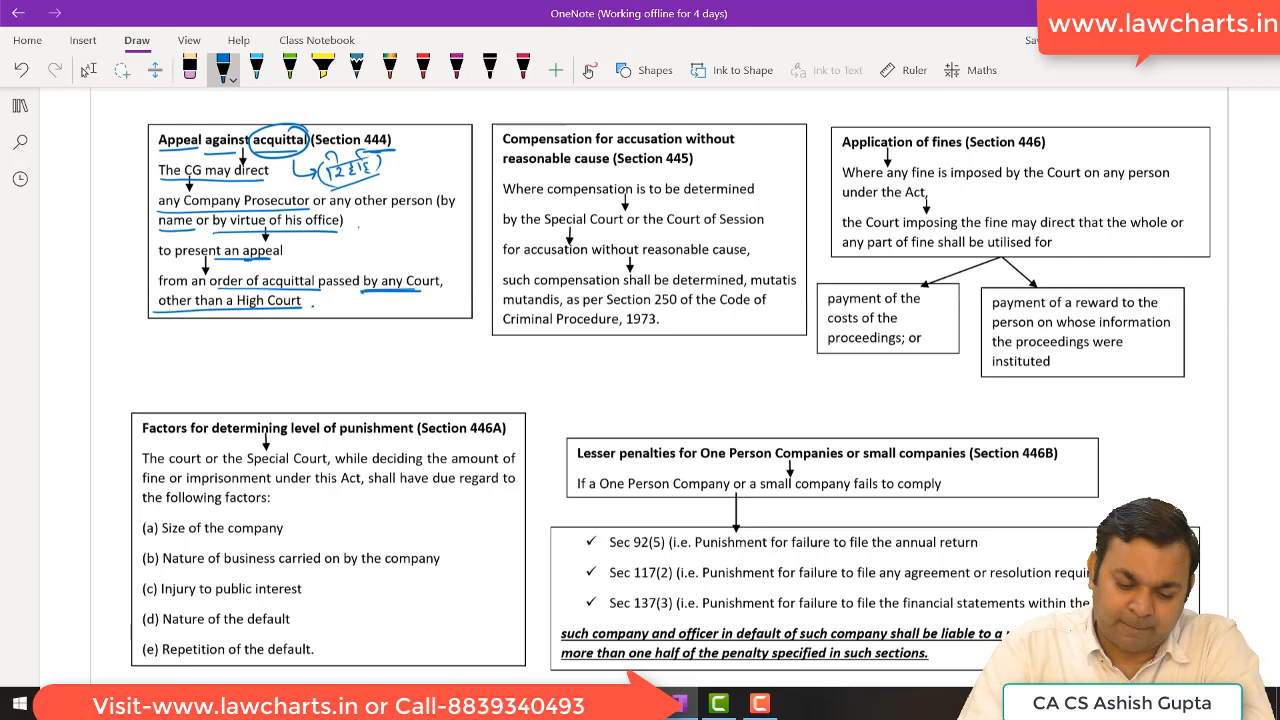 OneNote (Working offline for 4 days)
www.lawcharts.in
Home Insert Draw View Help Class Notebook
Shapes Ink to Shape Ink to Text Ruler Maths
Appeal against acquittal (Section 444)
The CG may direct
any Company Prosecutor or any other person (by
name or by virtue of his office)
to present an appeal
from an order of acquittal passed by any Court,
other than a High Court
Compensation for accusation without
reasonable cause (Section 445)
Where compensation is to be determined
by the Special Court or the Court of Session
for accusation without reasonable cause,
such compensation shall be determined, mutatis
mutandis, as per Section 250 of the Code of
Criminal Procedure, 1973.
Application of fines (Section 446)
Where any fine is imposed by the Court on any person
under the Act,
the Court imposing the fine may direct that the whole or
any part of fine shall be utilised for
payment of the
costs of the
proceedings; or
payment of a reward to the
person on whose information
the proceedings were
instituted
Factors for determining level of punishment (Section 446A)
The court or the Special Court, while deciding the amount of
fine or imprisonment under this Act, shall have due regard to
the following factors:
(a) Size of the company
(b) Nature of business carried on by the company
(c) Injury to public interest
(d) Nature of the default
(e) Repetition of the default.
Lesser penalties for One Person Companies or small companies (Section 446B)
If a One Person Company or a small company fails to comply
✓ Sec 92(5) (i.e. Punishment for failure to file the annual return
✓ Sec 117(2) (i.e. Punishment for failure to file any agreement or resolution
✓ Sec 137(3) (i.e. Punishment for failure to file the financial statements within the
such company and officer in default of such company shall be liable to a
more than one half of the penalty specified in such sections.
Visit-www.lawcharts.in or Call-8839340493
CA CS Ashish Gupta